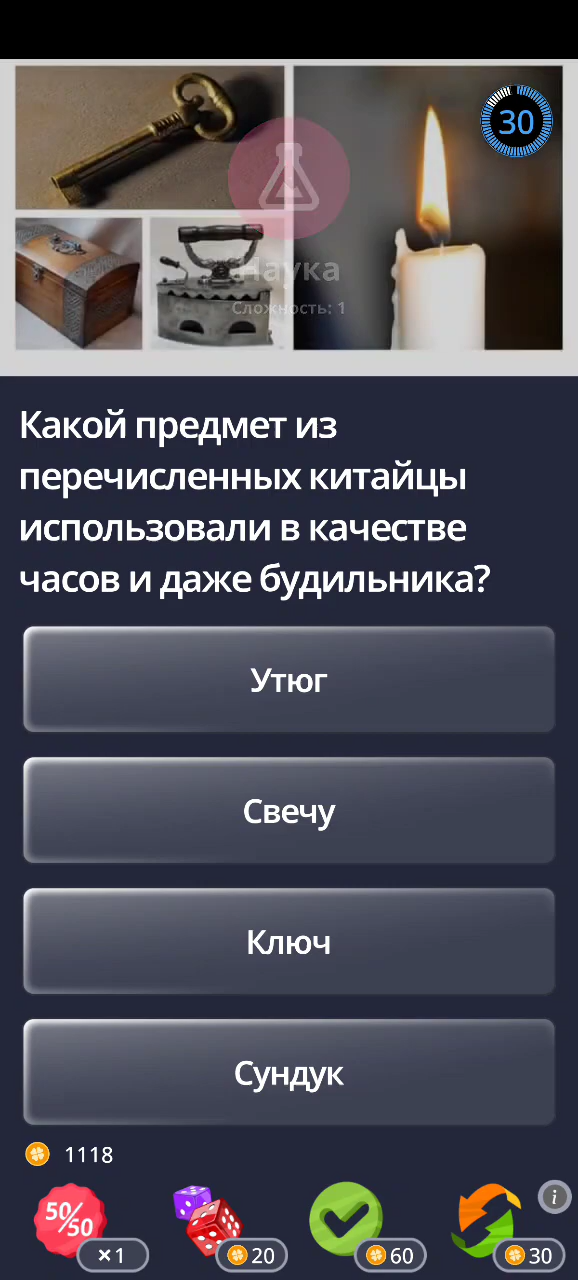 30
Наука
Сложность: 1
Какой предмет из
перечисленных китайцы
использовали в качестве
часов и даже будильника?
Утюг
Свечу
Ключ
Сундук
1118
50/50
×1
20
60
30
i